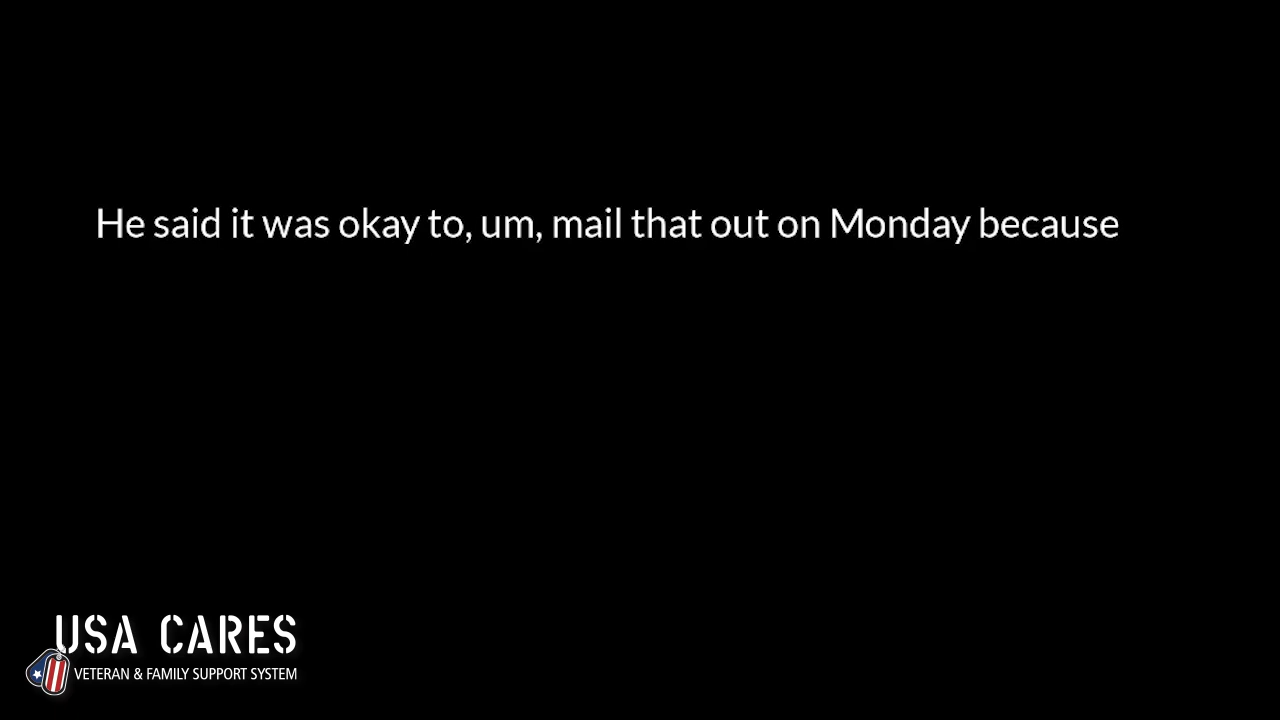 He said it was okay to, um, mail that out on Monday because
USA CARES
VETERAN & FAMILY SUPPORT SYSTEM